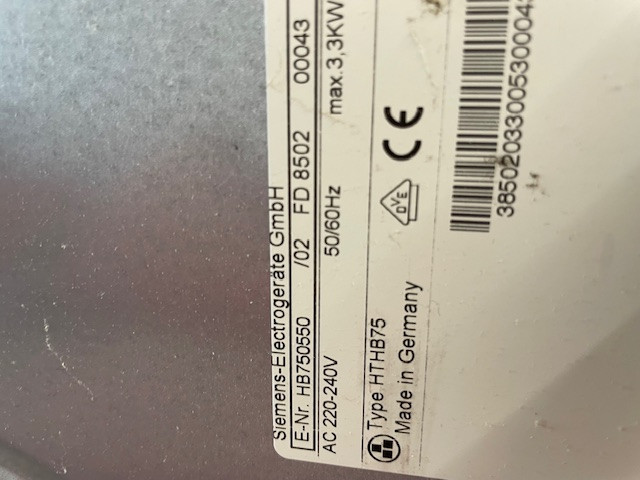 Siemens-Electrogeräte GmbH
E-Nr. HB750550 /02 FD 8502 00043
AC 220-240V 50/60Hz max.3,3KW
Type HTHB75
Made in Germany
DVE CE